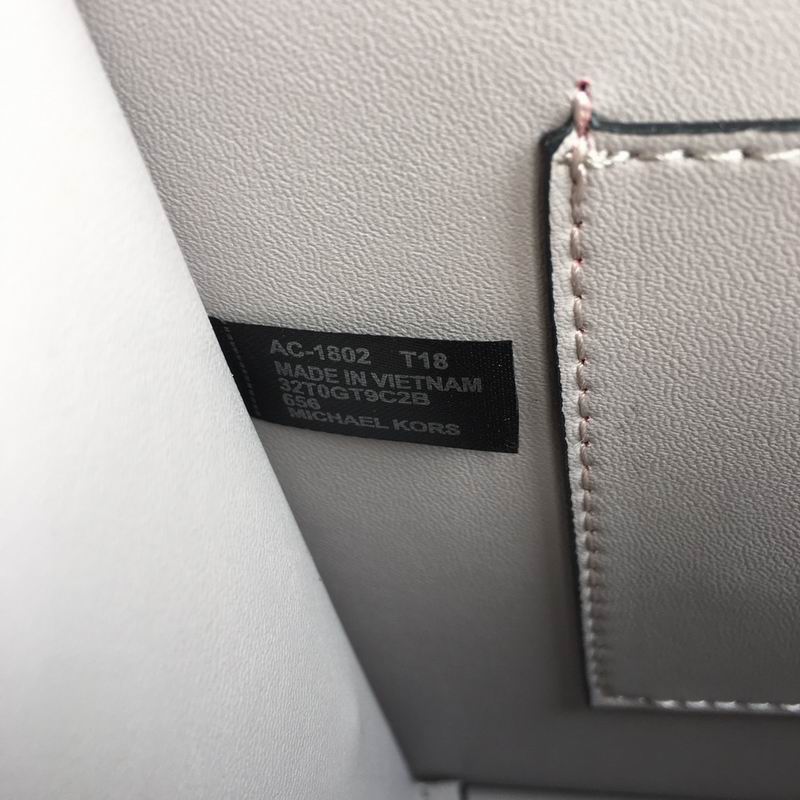 AC-1802 T18
MADE IN VIETNAM
32T0GT9C2B
656
MICHAEL KORS